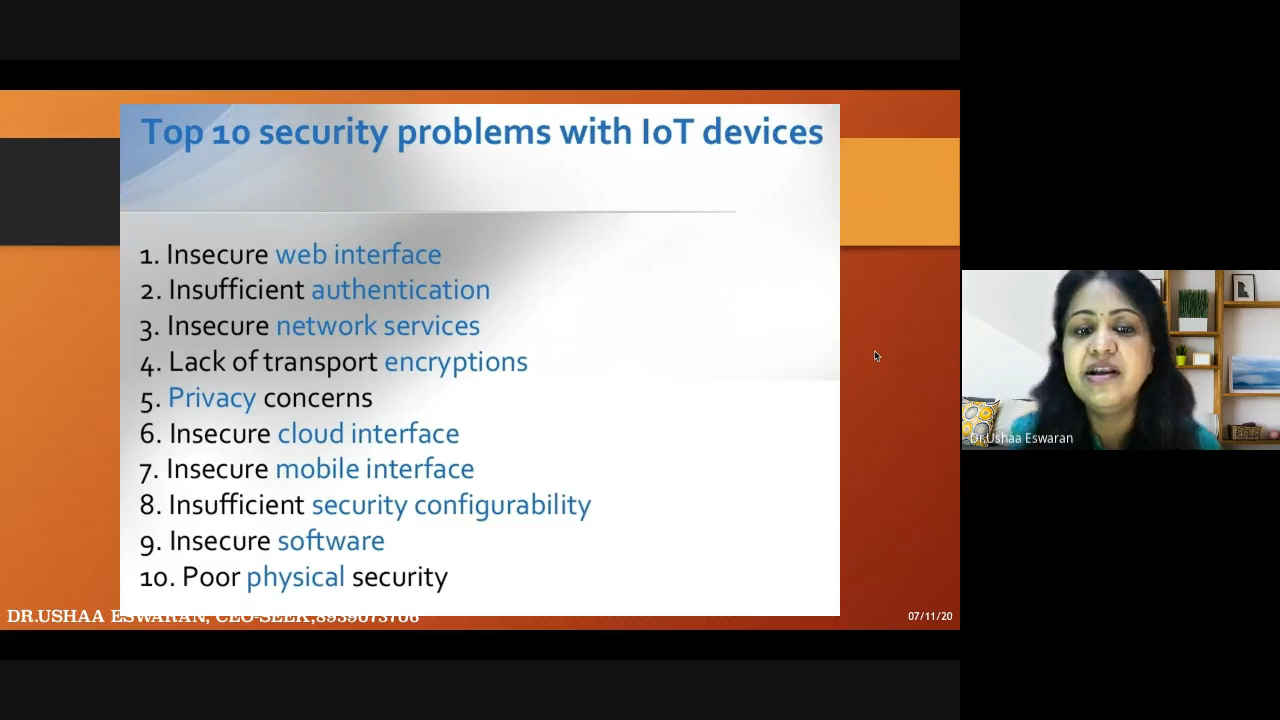 Top 10 security problems with IoT devices
1. Insecure web interface
2. Insufficient authentication
3. Insecure network services
4. Lack of transport encryptions
5. Privacy concerns
6. Insecure cloud interface
7. Insecure mobile interface
8. Insufficient security configurability
9. Insecure software
10. Poor physical security
DR.USHAA ESWARAN, CEO-SEEK,8939073706
07/11/20
Dr.Ushaa Eswaran